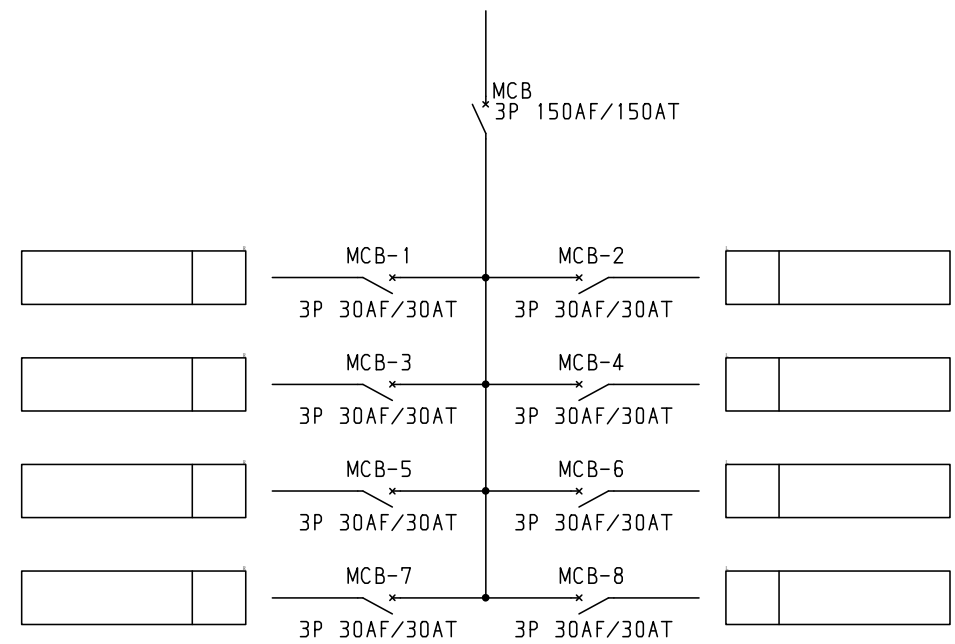 MCB
3P 150AF/150AT
MCB-1 MCB-2
3P 30AF/30AT 3P 30AF/30AT
MCB-3 MCB-4
3P 30AF/30AT 3P 30AF/30AT
MCB-5 MCB-6
3P 30AF/30AT 3P 30AF/30AT
MCB-7 MCB-8
3P 30AF/30AT 3P 30AF/30AT